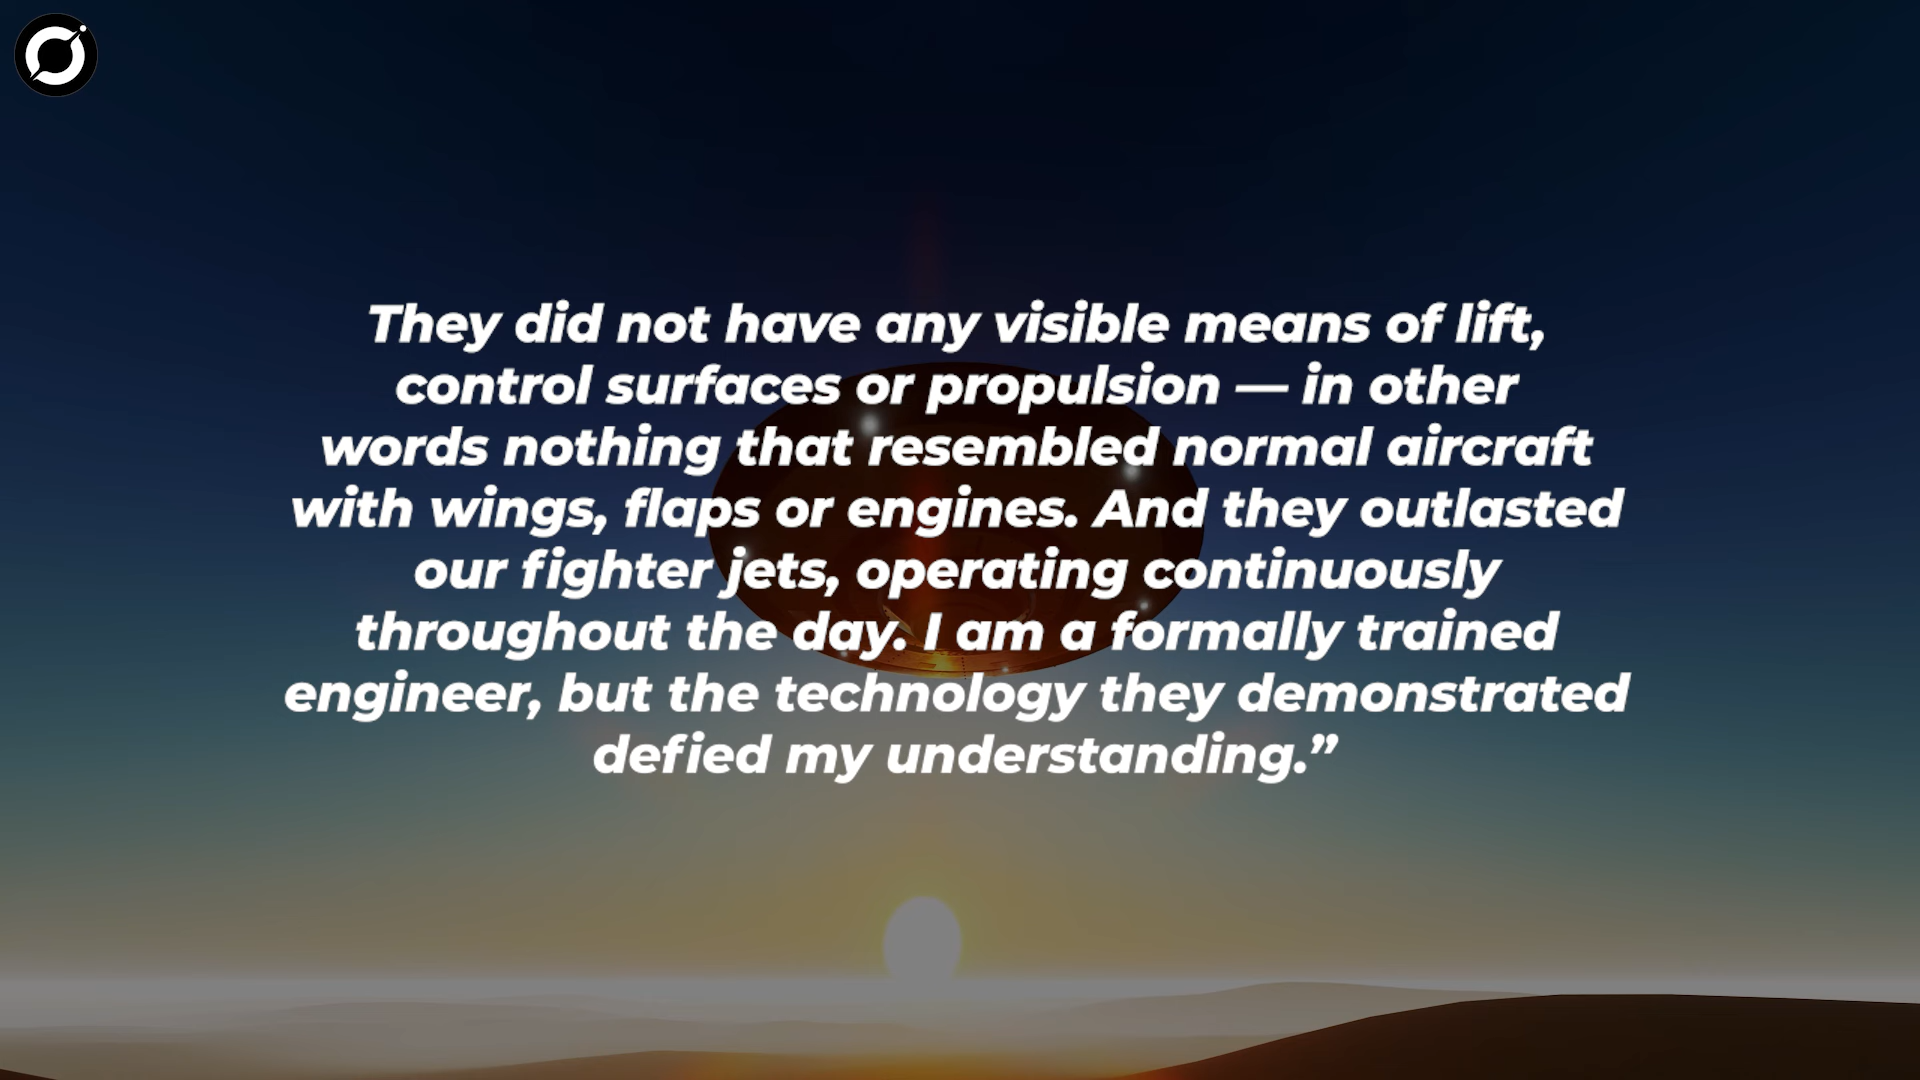 They did not have any visible means of lift,
control surfaces or propulsion — in other
words nothing that resembled normal aircraft
with wings, flaps or engines. And they outlasted
our fighter jets, operating continuously
throughout the day. I am a formally trained
engineer, but the technology they demonstrated
defied my understanding.”